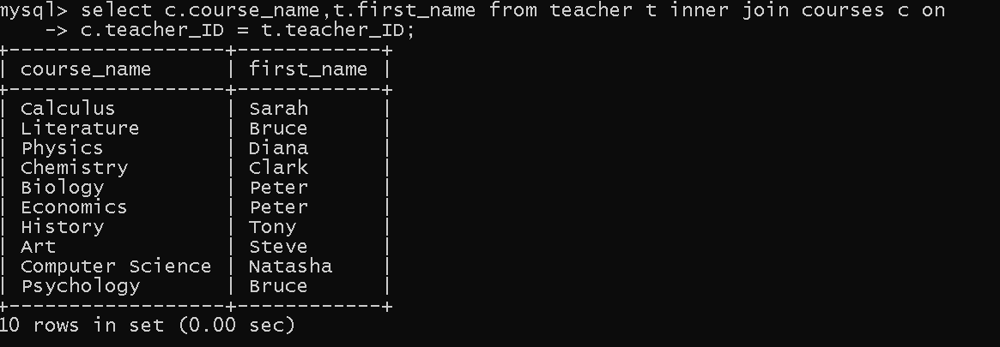 mysql> select c.course_name,t.first_name from teacher t inner join courses c on
    -> c.teacher_ID = t.teacher_ID;
+------------------+------------+
| course_name      | first_name |
+------------------+------------+
| Calculus         | Sarah      |
| Literature       | Bruce      |
| Physics          | Diana      |
| Chemistry        | Clark      |
| Biology          | Peter      |
| Economics        | Peter      |
| History          | Tony       |
| Art              | Steve      |
| Computer Science | Natasha    |
| Psychology       | Bruce      |
+------------------+------------+
10 rows in set (0.00 sec)